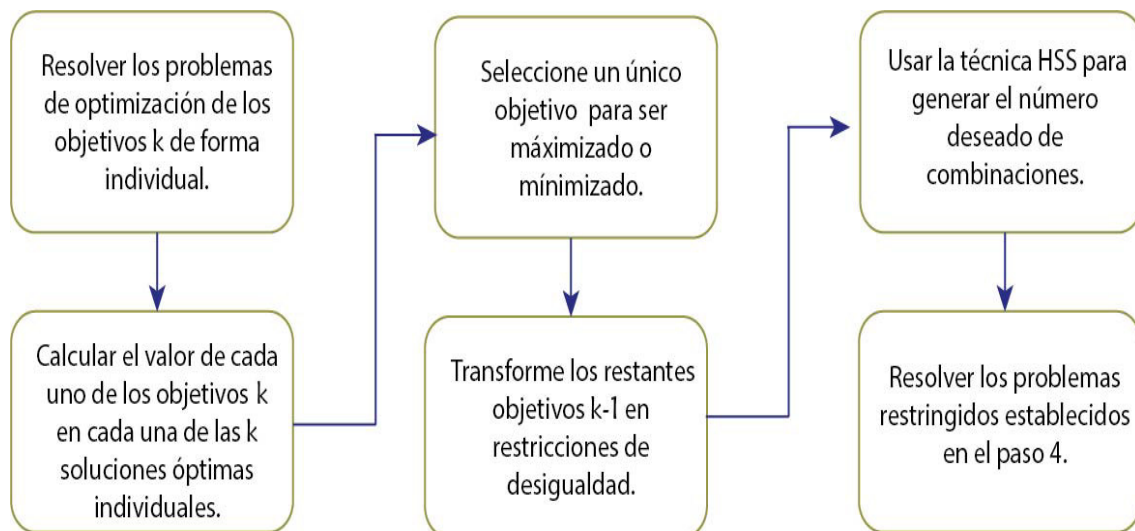 Resolver los problemas
de optimización de los
objetivos k de forma
individual.
Calcular el valor de cada
uno de los objetivos k
en cada una de las k
soluciones óptimas
individuales.
Seleccione un único
objetivo para ser
máximizado o
mínimizado.
Transforme los restantes
objetivos k-1 en
restricciones de
desigualdad.
Usar la técnica HSS para
generar el número
deseado de
combinaciones.
Resolver los problemas
restringidos establecidos
en el paso 4.